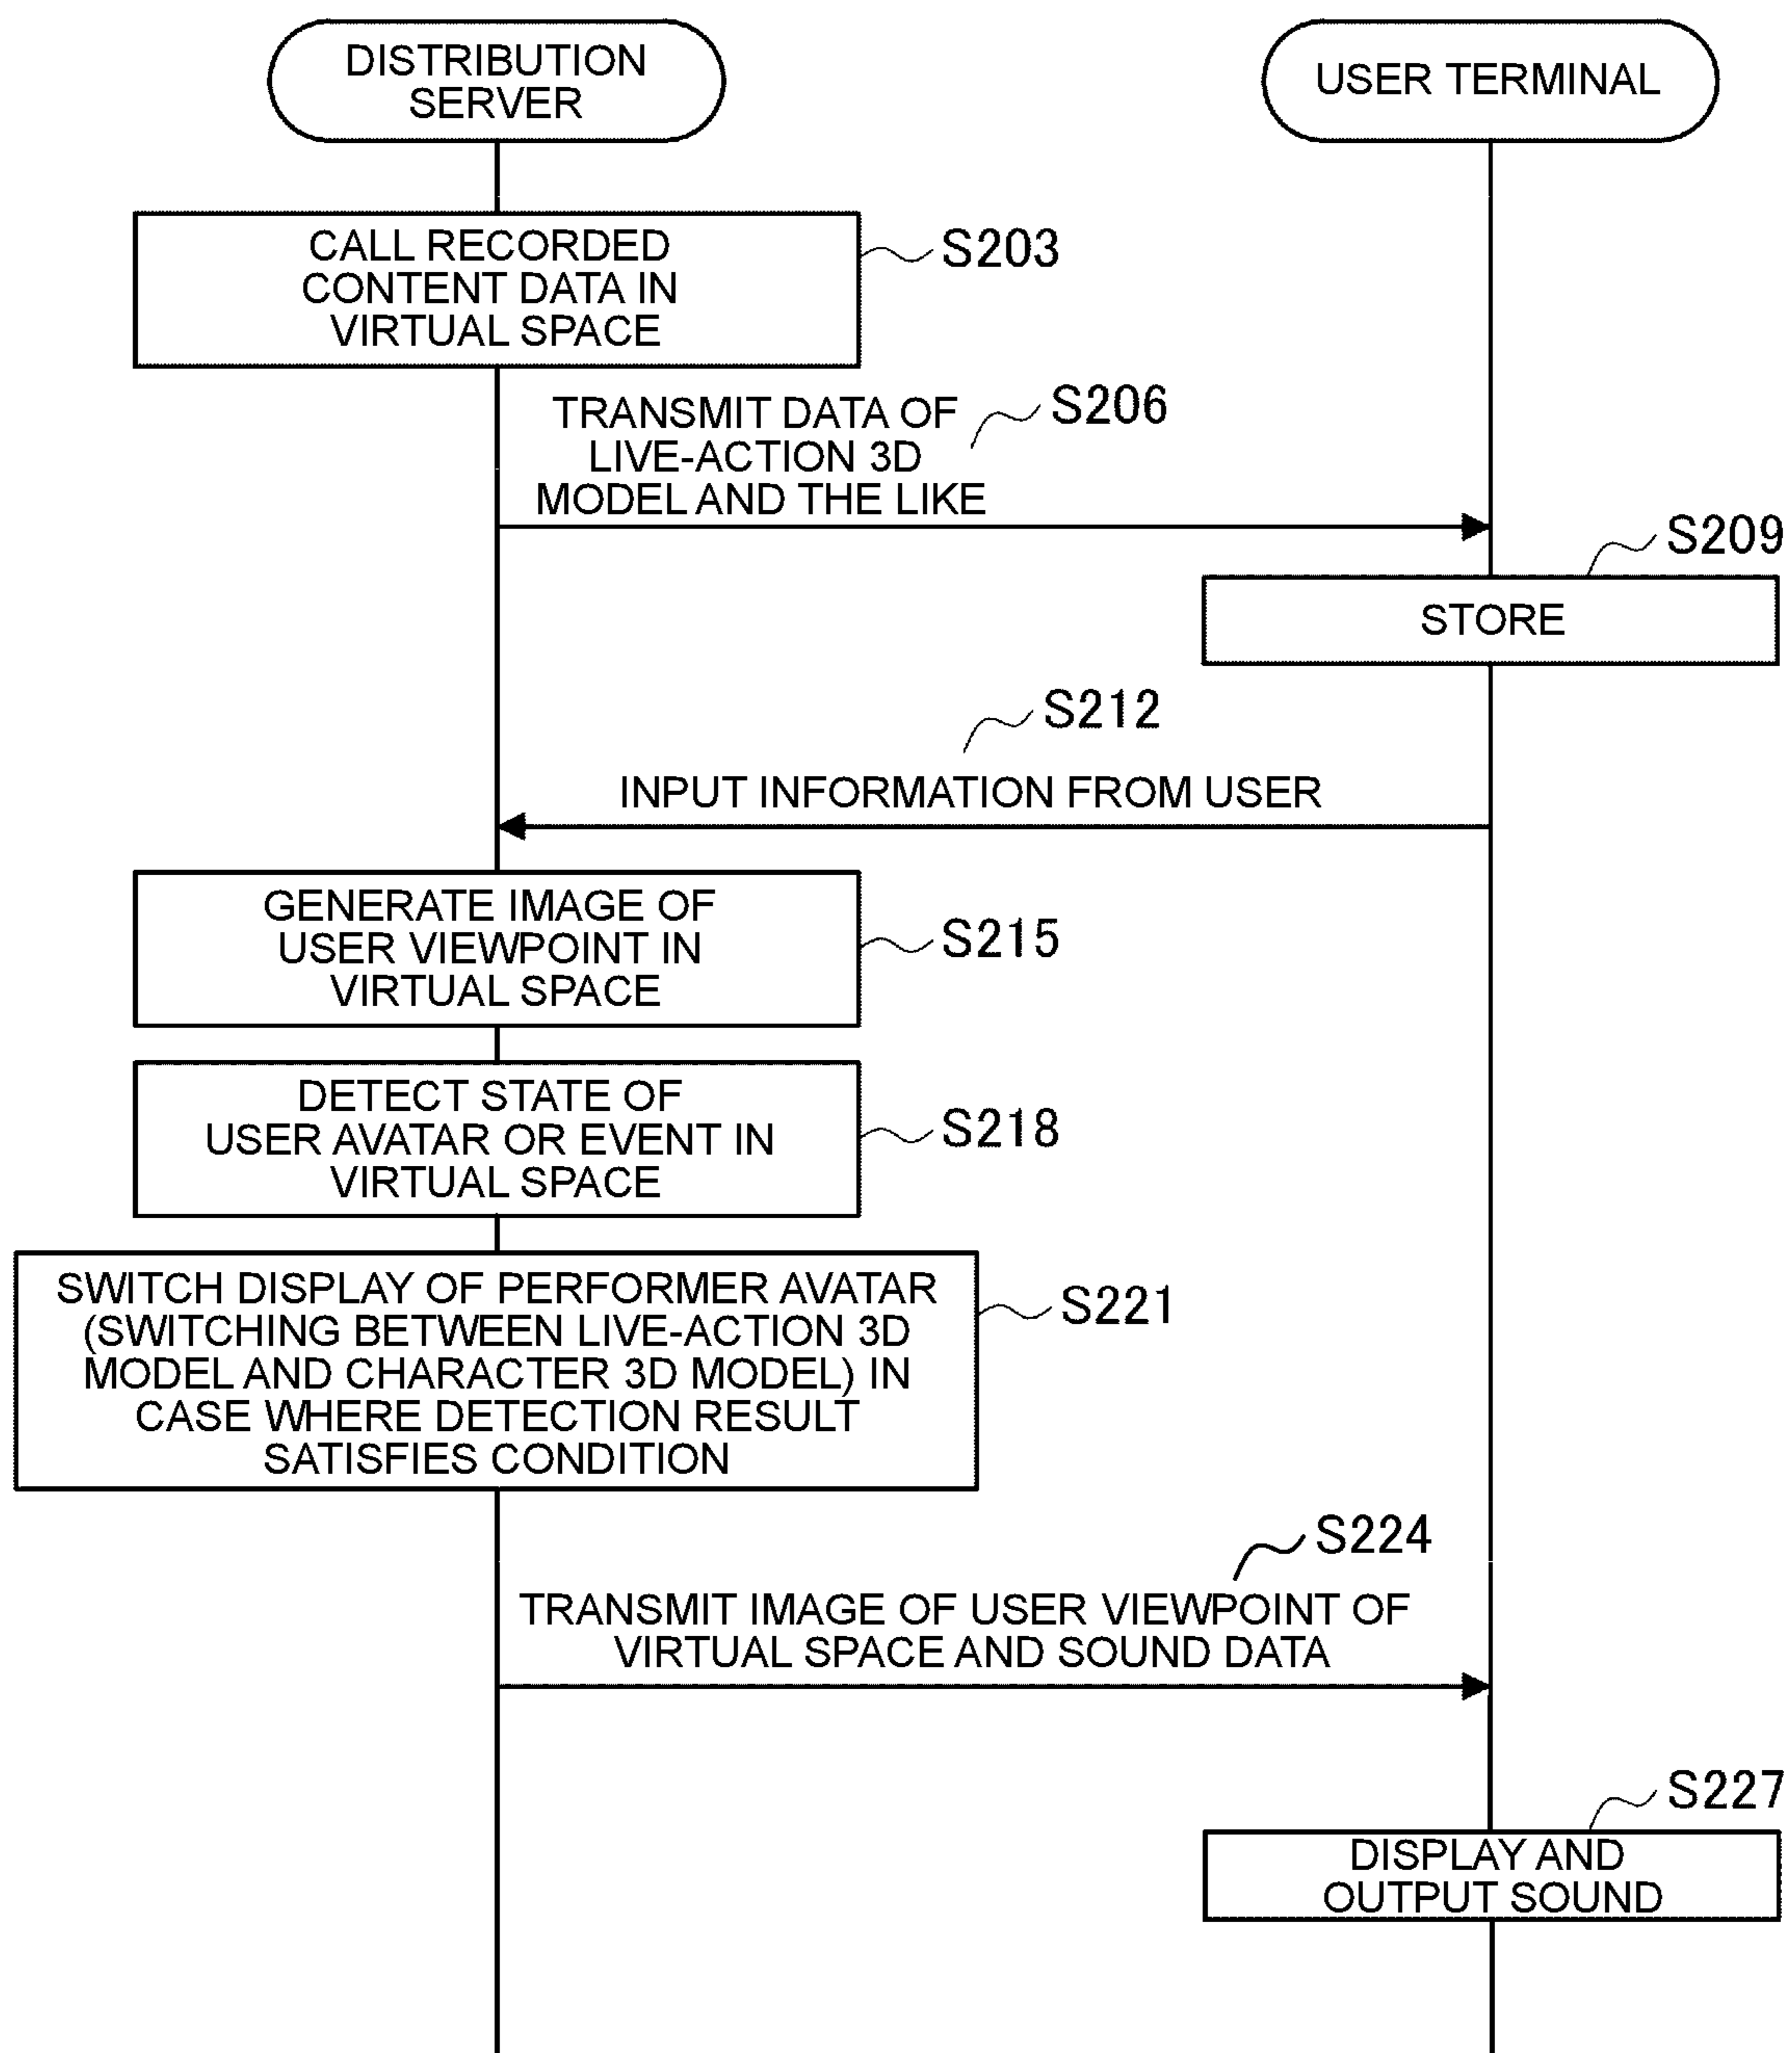 DISTRIBUTION
SERVER
USER TERMINAL
CALL RECORDED
CONTENT DATA IN
VIRTUAL SPACE
S203
TRANSMIT DATA OF
LIVE-ACTION 3D
MODEL AND THE LIKE
S206
S209
STORE
S212
INPUT INFORMATION FROM USER
GENERATE IMAGE OF
USER VIEWPOINT IN
VIRTUAL SPACE
S215
DETECT STATE OF
USER AVATAR OR EVENT IN
VIRTUAL SPACE
S218
SWITCH DISPLAY OF PERFORMER AVATAR
(SWITCHING BETWEEN LIVE-ACTION 3D
MODEL AND CHARACTER 3D MODEL) IN
CASE WHERE DETECTION RESULT
SATISFIES CONDITION
S221
S224
TRANSMIT IMAGE OF USER VIEWPOINT OF
VIRTUAL SPACE AND SOUND DATA
S227
DISPLAY AND
OUTPUT SOUND